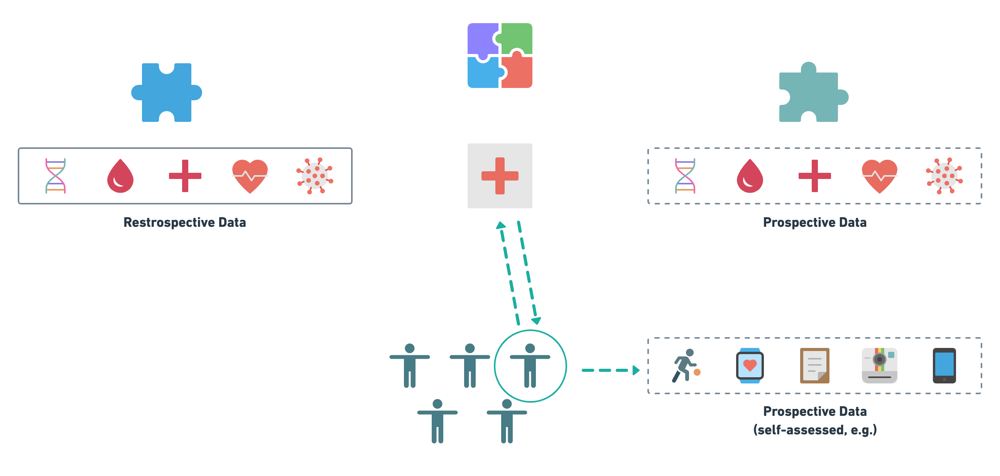 Restrospective Data
Prospective Data
Prospective Data
(self-assessed, e.g.)